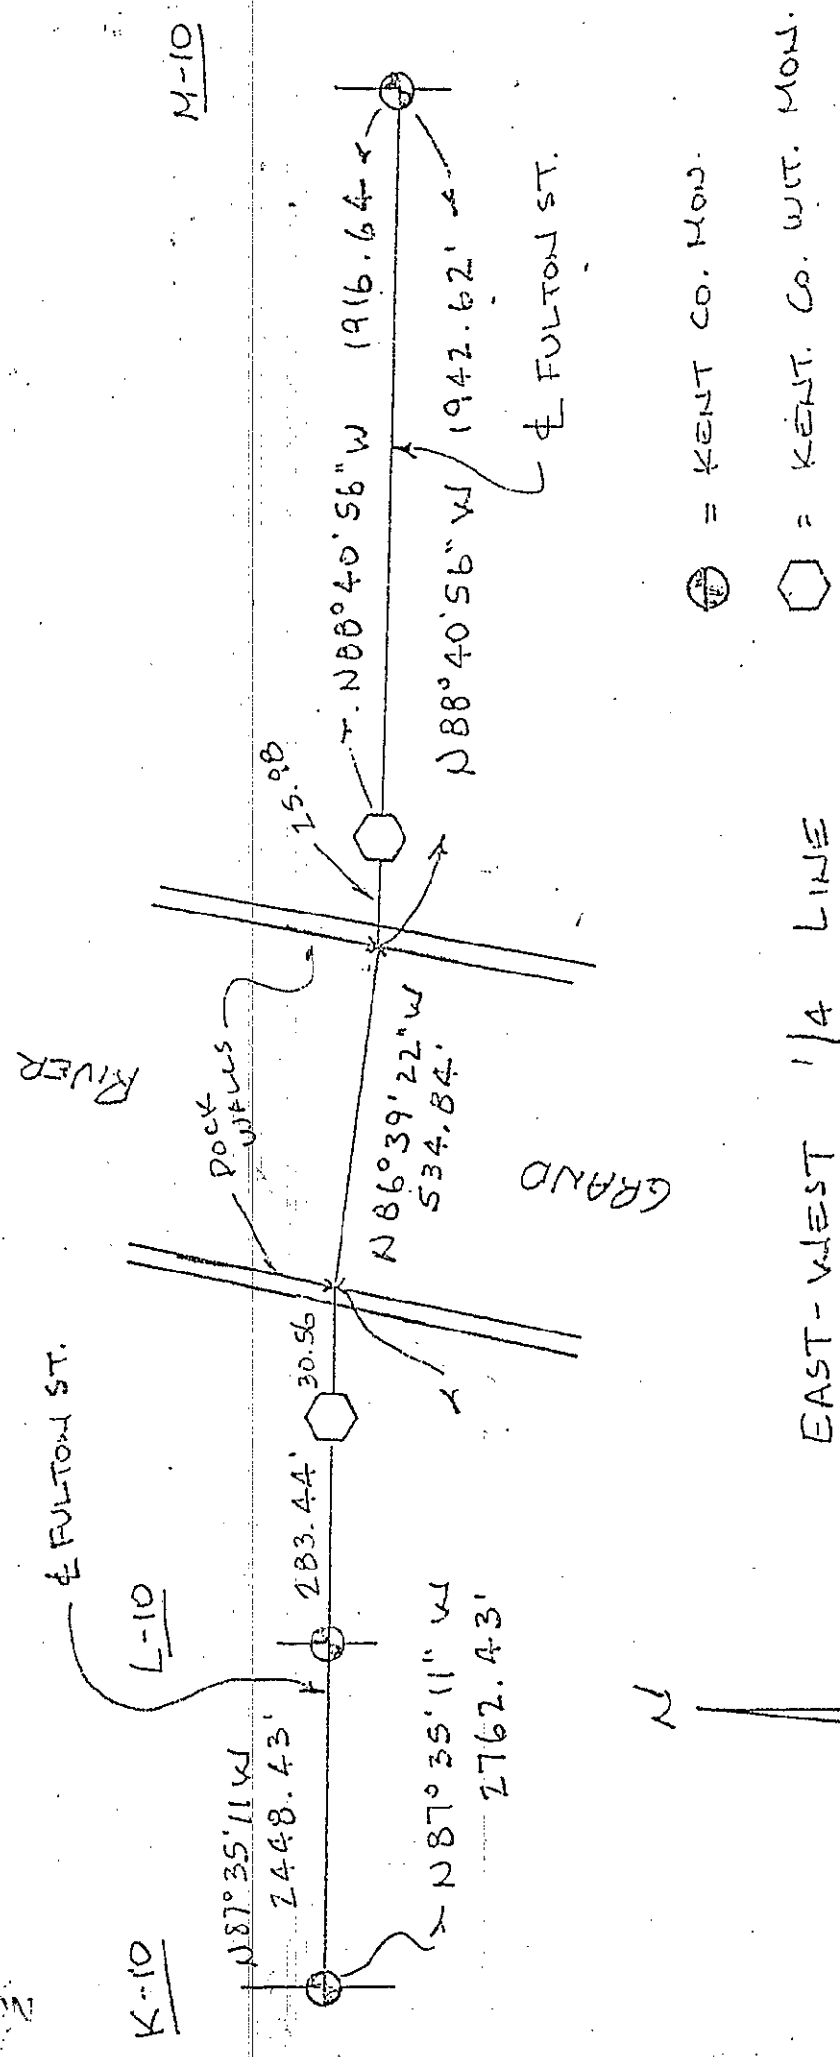 K-10
L-10
M-10
℄ FULTON ST.
RIVER
DOCK
WALLS
N87°35'11"W
2448.43'
283.44'
30.56
25.98
N88°40'56"W 1916.64
N86°39'22"W
534.84'
N88°40'56"W 1942.62'
N87°35'11"W
2762.43'
℄ FULTON ST.
GRAND
N
= KENT CO. MON.
= KENT. CO. WIT. MON.
EAST-WEST 1/4 LINE